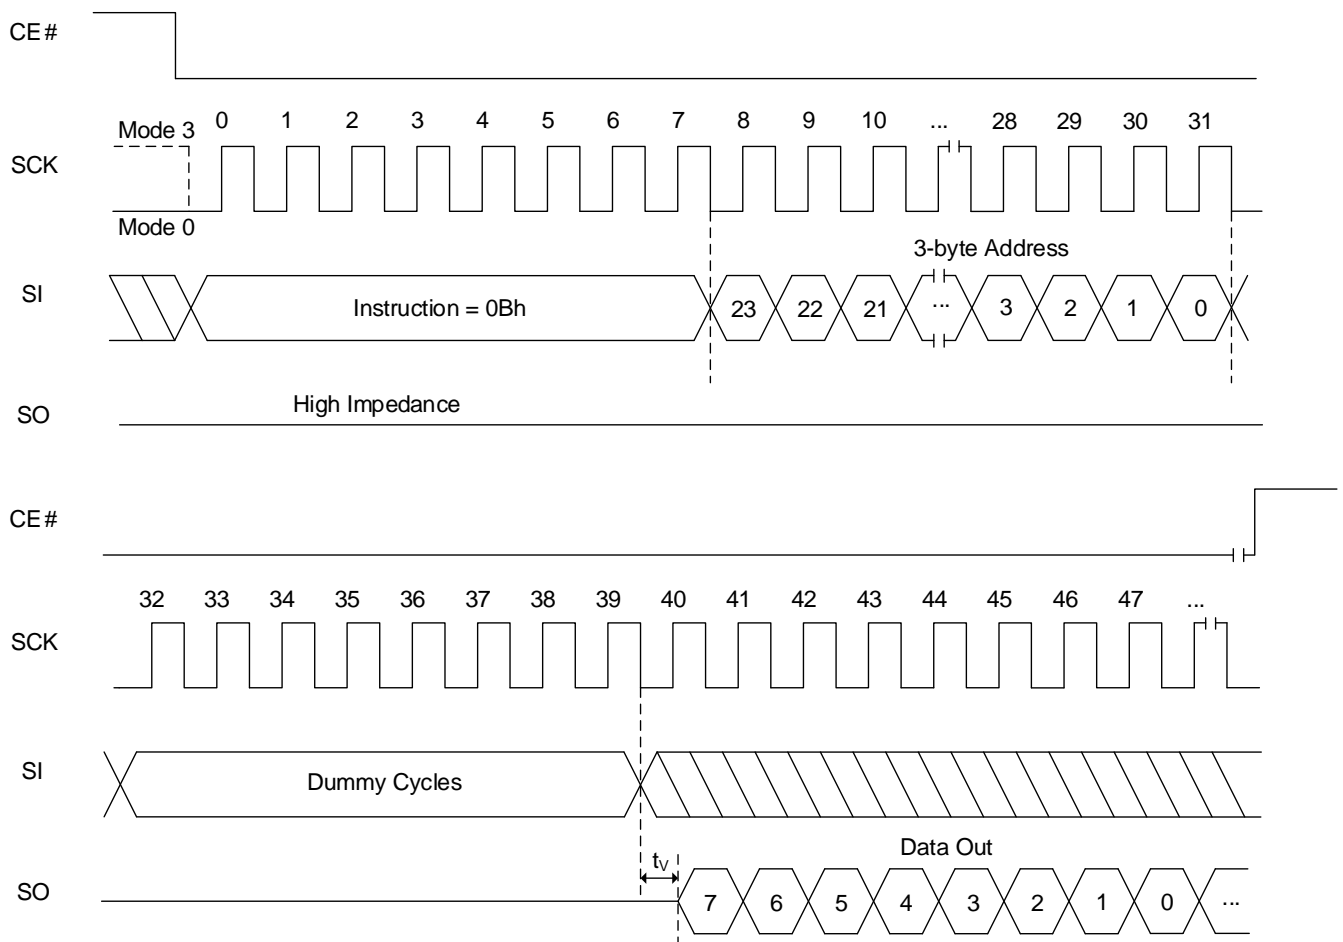 CE#
Mode 3 0 1 2 3 4 5 6 7 8 9 10 ... 28 29 30 31
SCK
Mode 0
3-byte Address
SI Instruction = 0Bh 23 22 21 ... 3 2 1 0
High Impedance
SO
CE#
32 33 34 35 36 37 38 39 40 41 42 43 44 45 46 47 ...
SCK
SI Dummy Cycles
Data Out
tV
SO 7 6 5 4 3 2 1 0 ...